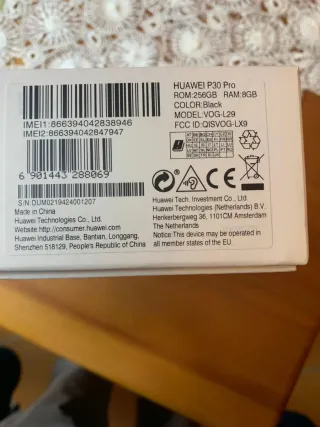 HUAWEI P30 Pro
ROM:256GB RAM:8GB
COLOR:Black
MODEL:VOG-L29
FCC ID:QISVOG-LX9
IMEI1:866394042838946
IMEI2:866394042847947
6 901443 288069
S/N:DUM0219424001207
Made in China
Huawei Technologies Co., Ltd.
Website:http://consumer.huawei.com
Huawei Industrial Base, Bantian, Longgang,
Shenzhen 518129, People's Republic of China
Huawei Tech. Investment Co., Ltd.
Huawei Technologies (Netherlands) B.V.
Herikerbergweg 36, 1101CM Amsterdam
The Netherlands
Notice:This device may be operated in
all member states of the EU.